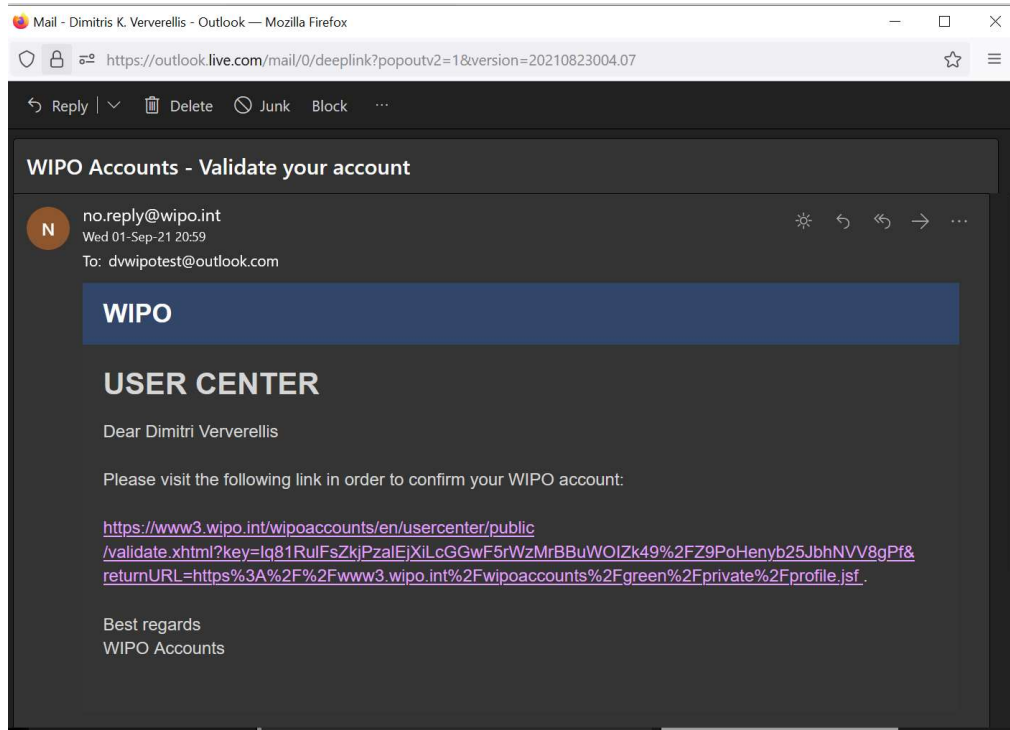 Mail - Dimitris K. Ververellis - Outlook — Mozilla Firefox
https://outlook.live.com/mail/0/deeplink?popoutv2=1&version=20210823004.07
Reply Delete Junk Block ...
WIPO Accounts - Validate your account
N
no.reply@wipo.int
Wed 01-Sep-21 20:59
To: dvwipotest@outlook.com
WIPO
USER CENTER
Dear Dimitri Ververellis
Please visit the following link in order to confirm your WIPO account:
https://www3.wipo.int/wipoaccounts/en/usercenter/public
/validate.xhtml?key=Iq81RulFsZkjPzaIEjXiLcGGwF5rWzMrBBuWOIZk49%2FZ9PoHenyb25JbhNVV8gPf&
returnURL=https%3A%2F%2Fwww3.wipo.int%2Fwipoaccounts%2Fgreen%2Fprivate%2Fprofile.jsf .
Best regards
WIPO Accounts